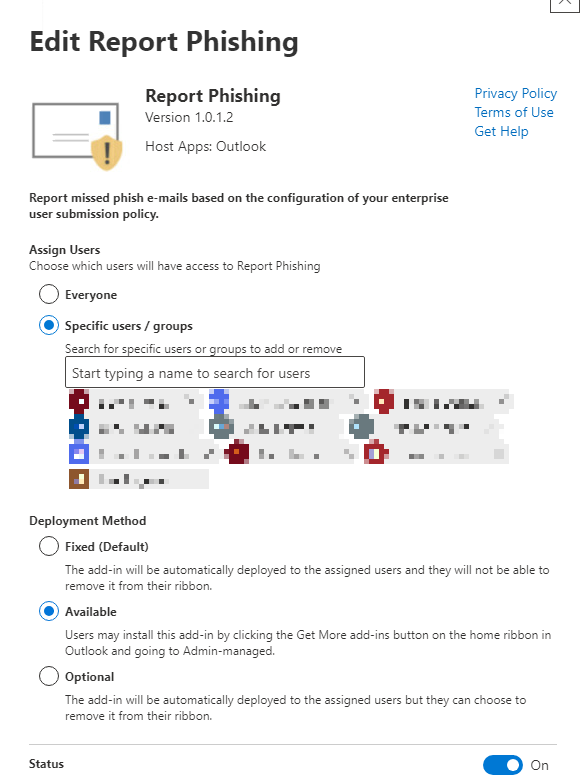 Edit Report Phishing
Report Phishing
Version 1.0.1.2
Host Apps: Outlook
Privacy Policy
Terms of Use
Get Help
Report missed phish e-mails based on the configuration of your enterprise
user submission policy.
Assign Users
Choose which users will have access to Report Phishing
Everyone
Specific users / groups
Search for specific users or groups to add or remove
Start typing a name to search for users
Deployment Method
Fixed (Default)
The add-in will be automatically deployed to the assigned users and they will not be able to
remove it from their ribbon.
Available
Users may install this add-in by clicking the Get More add-ins button on the home ribbon in
Outlook and going to Admin-managed.
Optional
The add-in will be automatically deployed to the assigned users but they can choose to
remove it from their ribbon.
Status
On